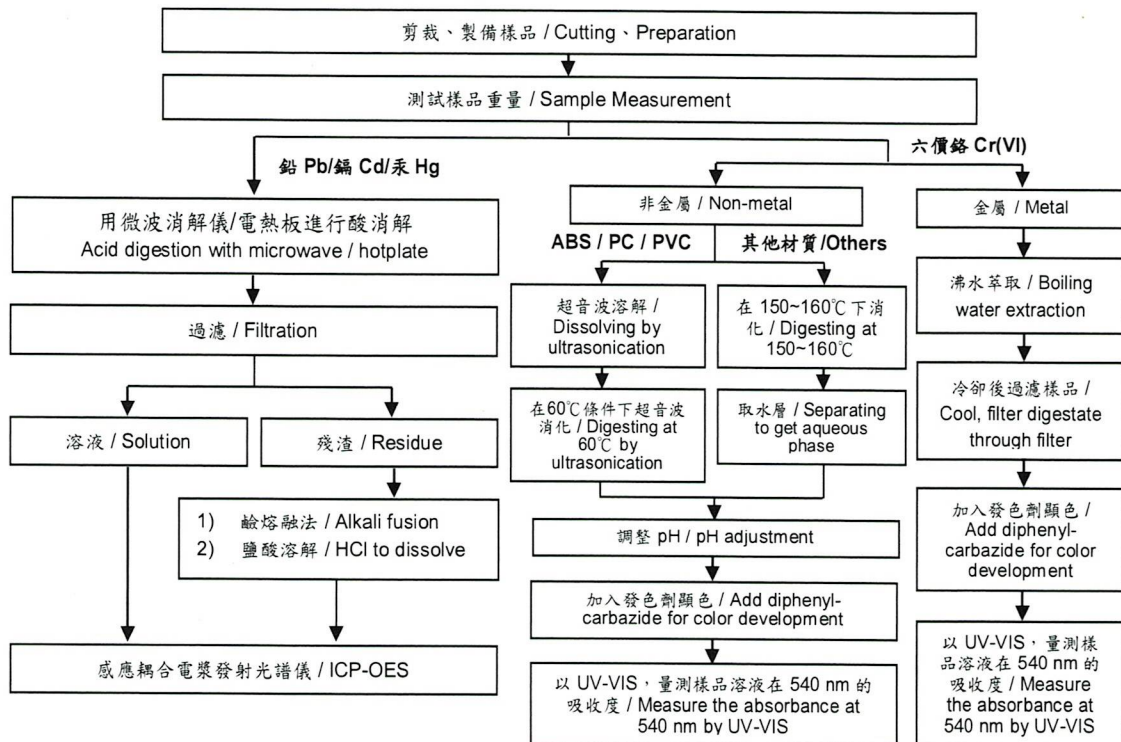 剪裁、製備樣品 / Cutting、Preparation
測試樣品重量 / Sample Measurement
鉛 Pb/鎘 Cd/汞 Hg
六價鉻 Cr(VI)
用微波消解儀/電熱板進行酸消解
Acid digestion with microwave / hotplate
過濾 / Filtration
溶液 / Solution
殘渣 / Residue
1) 鹼熔融法 / Alkali fusion
2) 鹽酸溶解 / HCl to dissolve
感應耦合電漿發射光譜儀 / ICP-OES
非金屬 / Non-metal
ABS / PC / PVC
其他材質/Others
超音波溶解 /
Dissolving by
ultrasonication
在60℃條件下超音波
消化 / Digesting at
60℃ by
ultrasonication
在 150~160℃下消
化 / Digesting at
150~160℃
取水層 / Separating
to get aqueous
phase
調整 pH / pH adjustment
加入發色劑顯色 / Add diphenyl-
carbazide for color development
以 UV-VIS，量測樣品溶液在 540 nm 的
吸收度 / Measure the absorbance at
540 nm by UV-VIS
金屬 / Metal
沸水萃取 / Boiling
water extraction
冷卻後過濾樣品 /
Cool, filter digestate
through filter
加入發色劑顯色 /
Add diphenyl-
carbazide for color
development
以 UV-VIS，量測樣
品溶液在 540 nm 的
吸收度 / Measure
the absorbance at
540 nm by UV-VIS